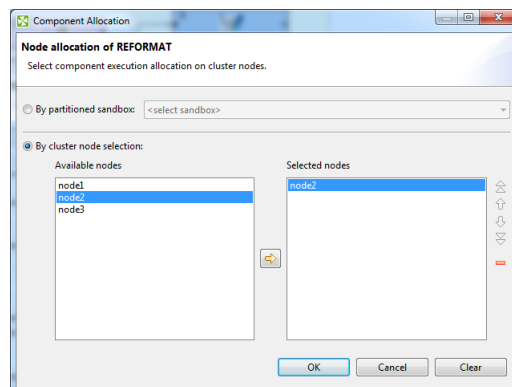 Component Allocation
Node allocation of REFORMAT
Select component execution allocation on cluster nodes.
By partitioned sandbox:
<select sandbox>
By cluster node selection:
Available nodes
Selected nodes
node1
node2
node3
node2
OK
Cancel
Clear